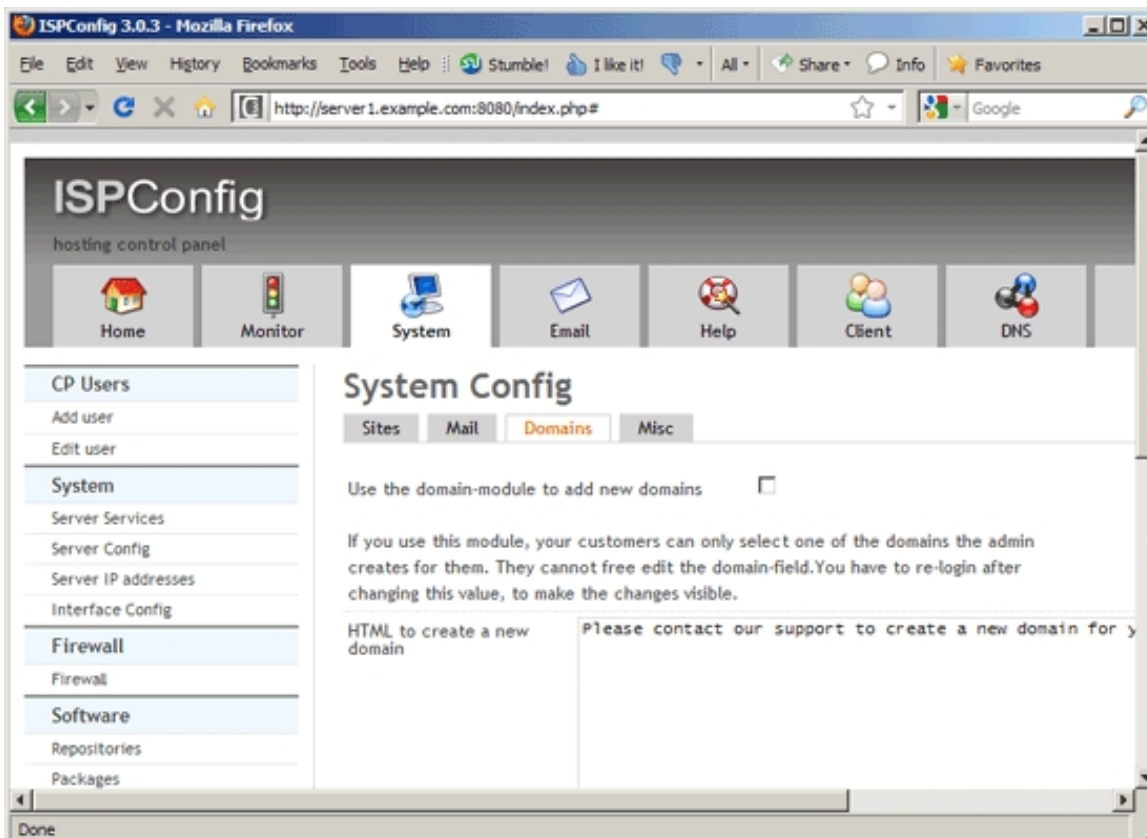 ISPConfig 3.0.3 - Mozilla Firefox
File Edit View History Bookmarks Tools Help Stumble! I like it! All Share Info Favorites
http://server1.example.com:8080/index.php# Google
ISPConfig
hosting control panel
Home Monitor System Email Help Client DNS
CP Users
Add user
Edit user
System
Server Services
Server Config
Server IP addresses
Interface Config
Firewall
Firewall
Software
Repositories
Packages
System Config
Sites Mail Domains Misc
Use the domain-module to add new domains
If you use this module, your customers can only select one of the domains the admin
creates for them. They cannot free edit the domain-field.You have to re-login after
changing this value, to make the changes visible.
HTML to create a new
domain
Please contact our support to create a new domain for y
Done